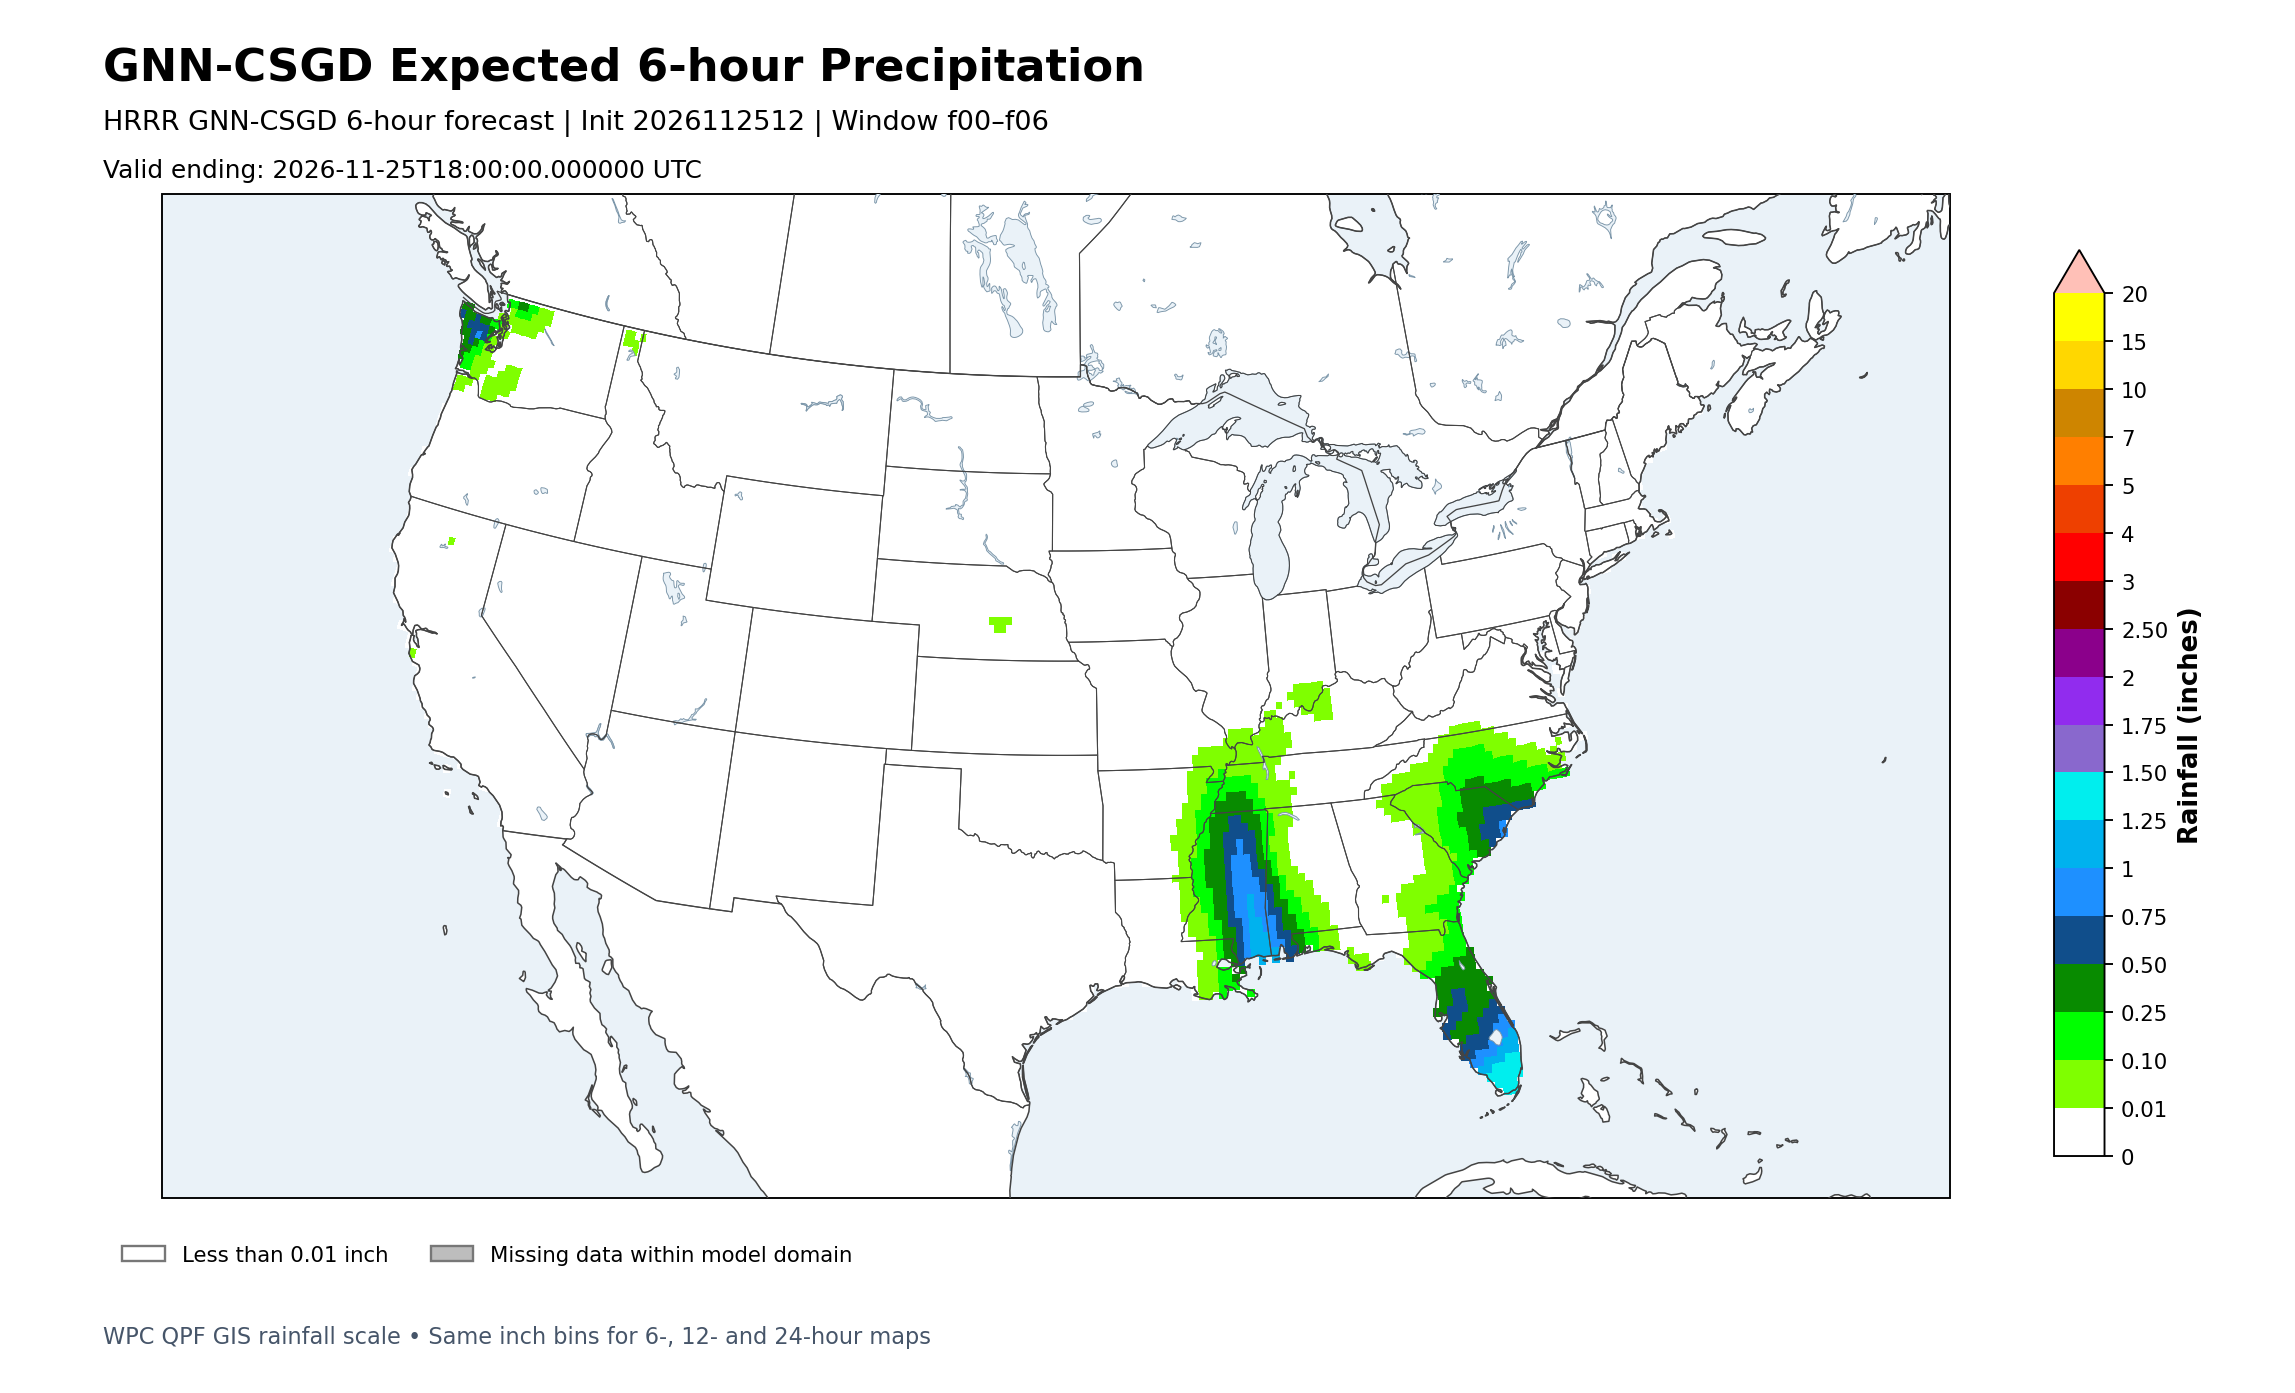 GNN-CSGD Expected 6-hour Precipitation
HRRR GNN-CSGD 6-hour forecast | Init 2026112512 | Window f00–f06
Valid ending: 2026-11-25T18:00:00.000000 UTC
20
15
10
7
5
4
3
2.50
2
1.75
1.50
1.25
1
0.75
0.50
0.25
0.10
0.01
0
Rainfall (inches)
Less than 0.01 inch
Missing data within model domain
WPC QPF GIS rainfall scale • Same inch bins for 6-, 12- and 24-hour maps